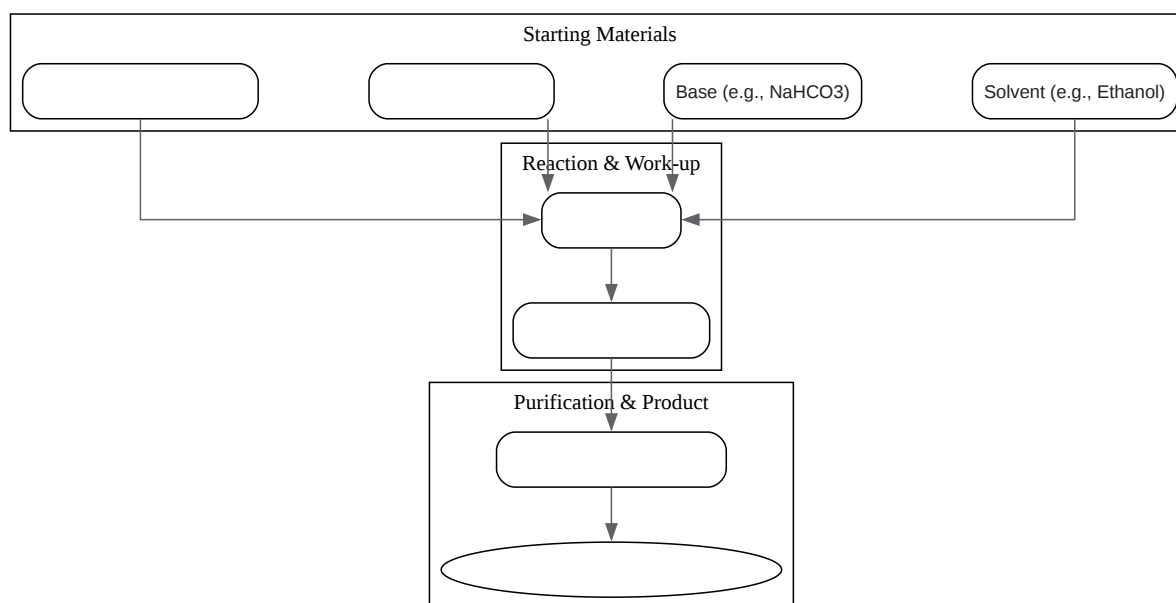 Starting Materials
Base (e.g., NaHCO3)
Solvent (e.g., Ethanol)
Reaction & Work-up
Purification & Product